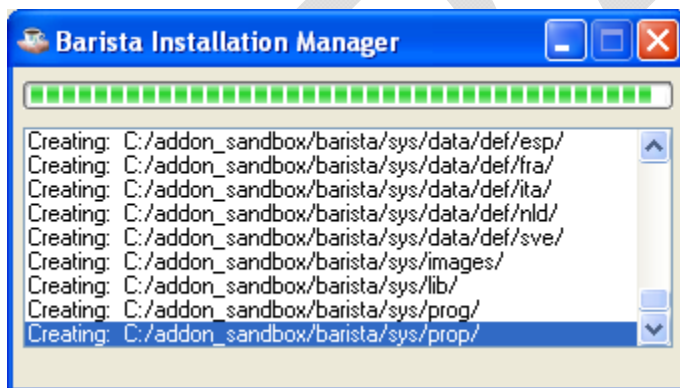 Barista Installation Manager
Creating: C:/addon_sandbox/barista/sys/data/def/esp/
Creating: C:/addon_sandbox/barista/sys/data/def/fra/
Creating: C:/addon_sandbox/barista/sys/data/def/ita/
Creating: C:/addon_sandbox/barista/sys/data/def/nld/
Creating: C:/addon_sandbox/barista/sys/data/def/sve/
Creating: C:/addon_sandbox/barista/sys/images/
Creating: C:/addon_sandbox/barista/sys/lib/
Creating: C:/addon_sandbox/barista/sys/prog/
Creating: C:/addon_sandbox/barista/sys/prop/